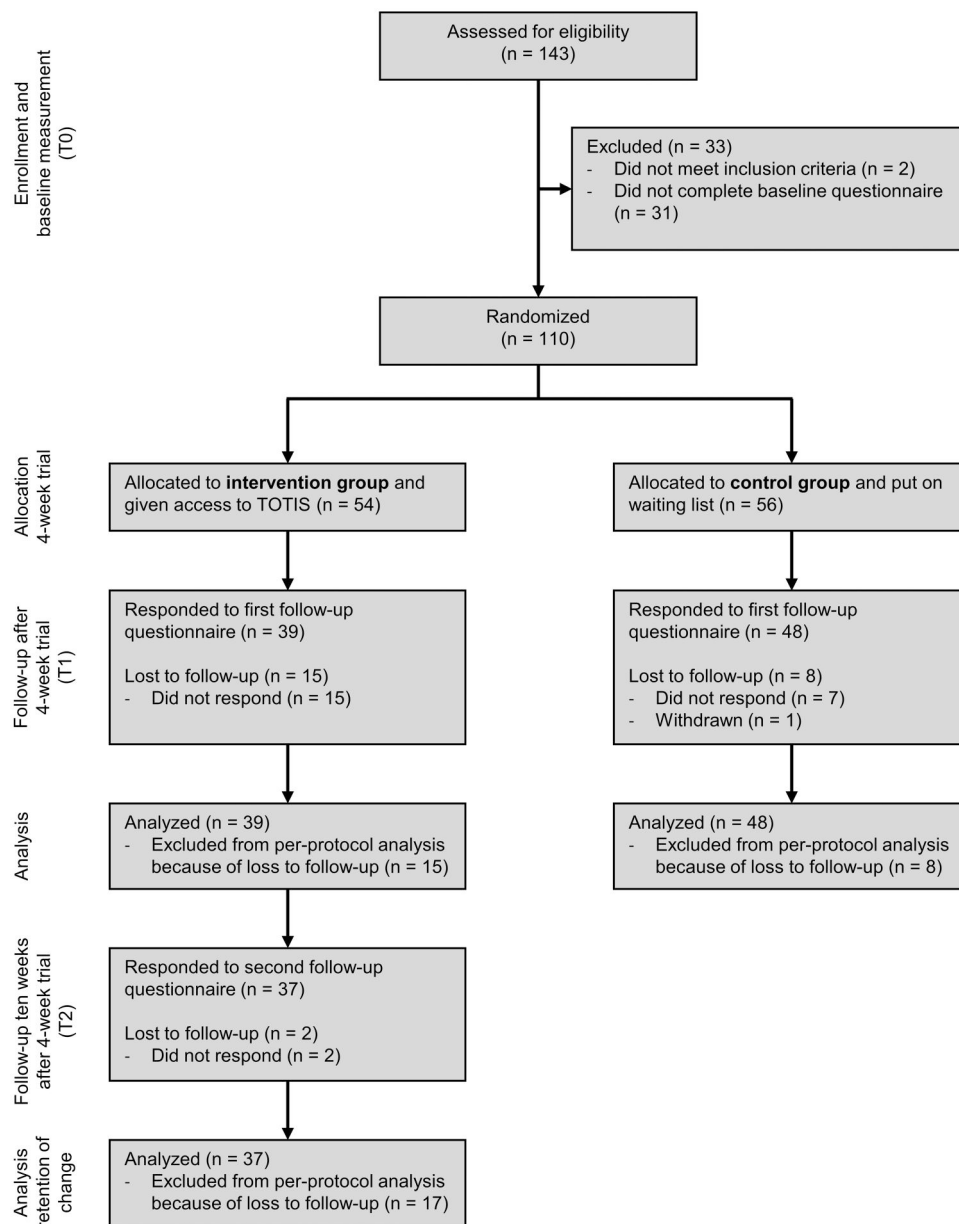 Assessed for eligibility
(n = 143)
Enrollment and
baseline measurement
(T0)
Excluded (n = 33)
- Did not meet inclusion criteria (n = 2)
- Did not complete baseline questionnaire
(n = 31)
Randomized
(n = 110)
Allocation
4-week trial
Allocated to intervention group and
given access to TOTIS (n = 54)
Allocated to control group and put on
waiting list (n = 56)
Follow-up after
4-week trial
(T1)
Responded to first follow-up
questionnaire (n = 39)
Lost to follow-up (n = 15)
- Did not respond (n = 15)
Responded to first follow-up
questionnaire (n = 48)
Lost to follow-up (n = 8)
- Did not respond (n = 7)
- Withdrawn (n = 1)
Analysis
Analyzed (n = 39)
- Excluded from per-protocol analysis
because of loss to follow-up (n = 15)
Analyzed (n = 48)
- Excluded from per-protocol analysis
because of loss to follow-up (n = 8)
Follow-up ten weeks
after 4-week trial
(T2)
Responded to second follow-up
questionnaire (n = 37)
Lost to follow-up (n = 2)
- Did not respond (n = 2)
Analysis
retention of
change
Analyzed (n = 37)
- Excluded from per-protocol analysis
because of loss to follow-up (n = 17)